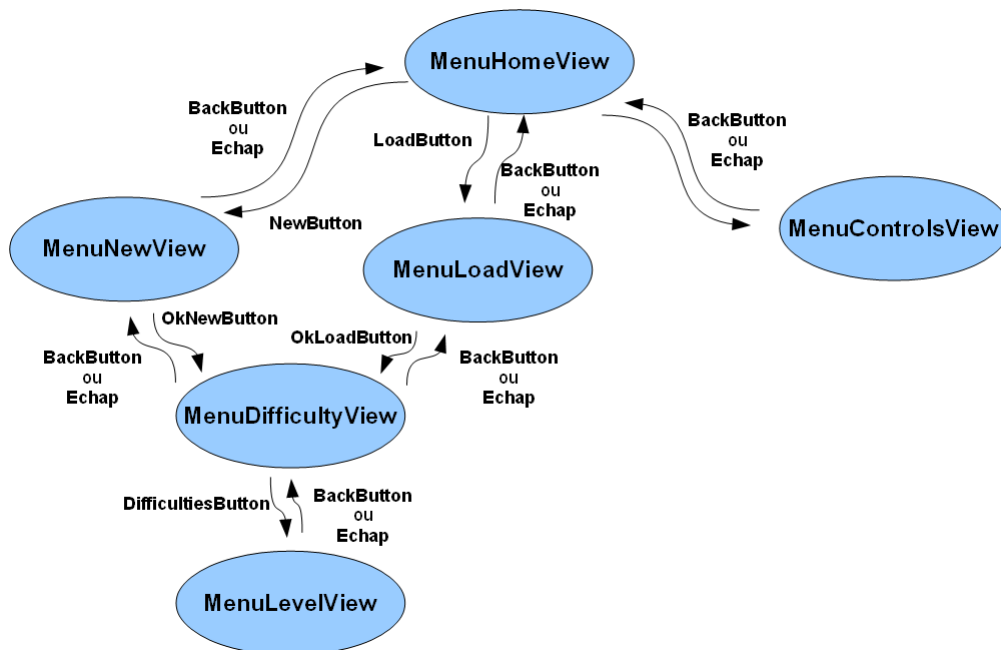 MenuHomeView
BackButton
ou
Echap
LoadButton
BackButton
ou
Echap
BackButton
ou
Echap
NewButton
MenuNewView
MenuLoadView
MenuControlsView
OkNewButton
OkLoadButton
BackButton
ou
Echap
BackButton
ou
Echap
MenuDifficultyView
DifficultiesButton
BackButton
ou
Echap
MenuLevelView